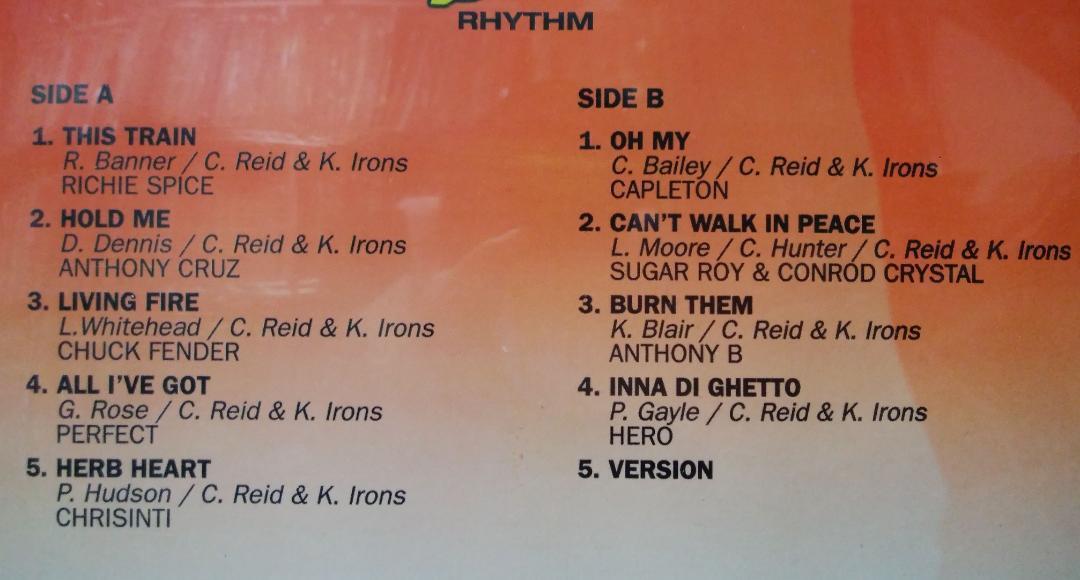 RHYTHM
SIDE A
1. THIS TRAIN
R. Banner / C. Reid & K. Irons
RICHIE SPICE
2. HOLD ME
D. Dennis / C. Reid & K. Irons
ANTHONY CRUZ
3. LIVING FIRE
L.Whitehead / C. Reid & K. Irons
CHUCK FENDER
4. ALL I'VE GOT
G. Rose / C. Reid & K. Irons
PERFECT
5. HERB HEART
P. Hudson / C. Reid & K. Irons
CHRISINTI
SIDE B
1. OH MY
C. Bailey / C. Reid & K. Irons
CAPLETON
2. CAN'T WALK IN PEACE
L. Moore / C. Hunter / C. Reid & K. Irons
SUGAR ROY & CONROD CRYSTAL
3. BURN THEM
K. Blair / C. Reid & K. Irons
ANTHONY B
4. INNA DI GHETTO
P. Gayle / C. Reid & K. Irons
HERO
5. VERSION